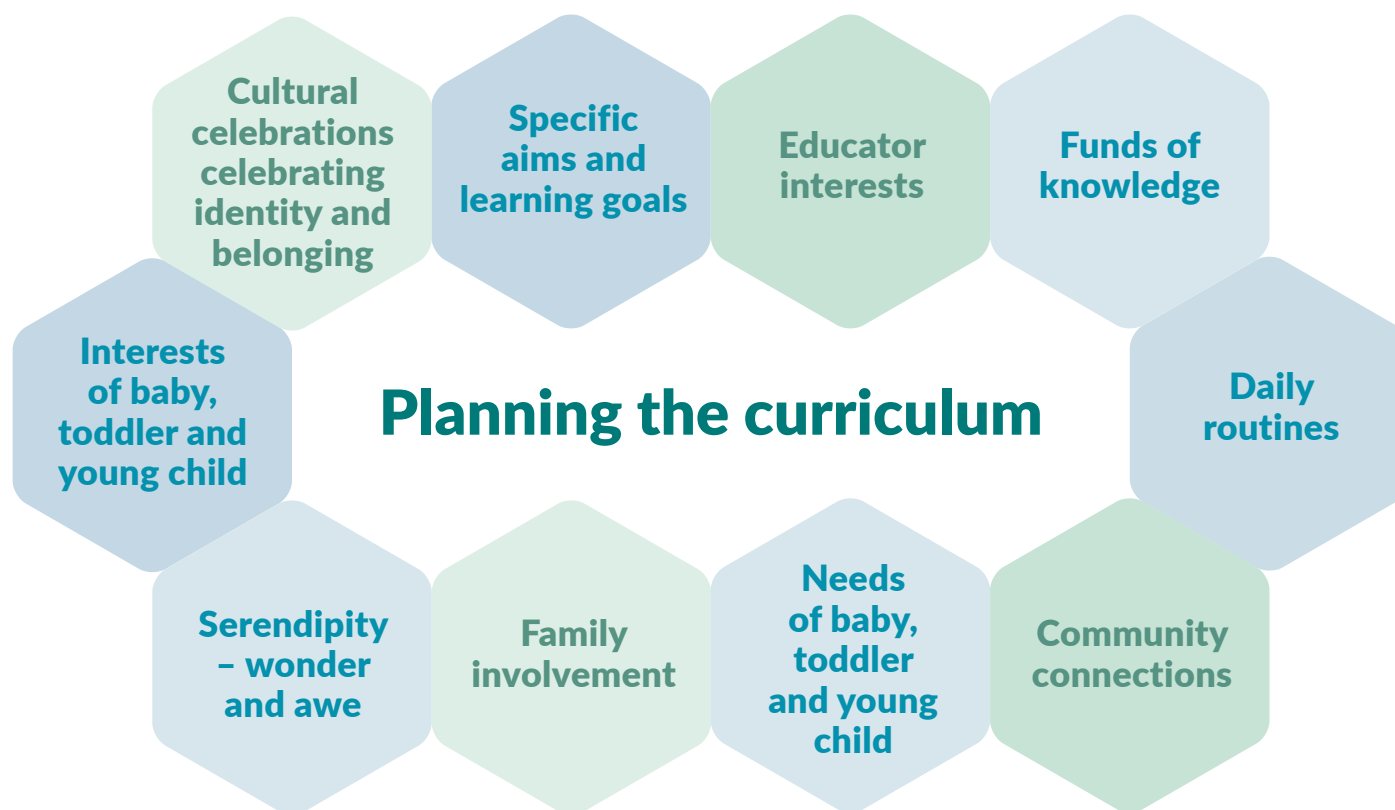 Cultural
celebrations
celebrating
identity and
belonging
Specific
aims and
learning goals
Educator
interests
Funds of
knowledge
Interests
of baby,
toddler and
young child
Planning the curriculum
Daily
routines
Serendipity
– wonder
and awe
Family
involvement
Needs
of baby,
toddler
and young
child
Community
connections